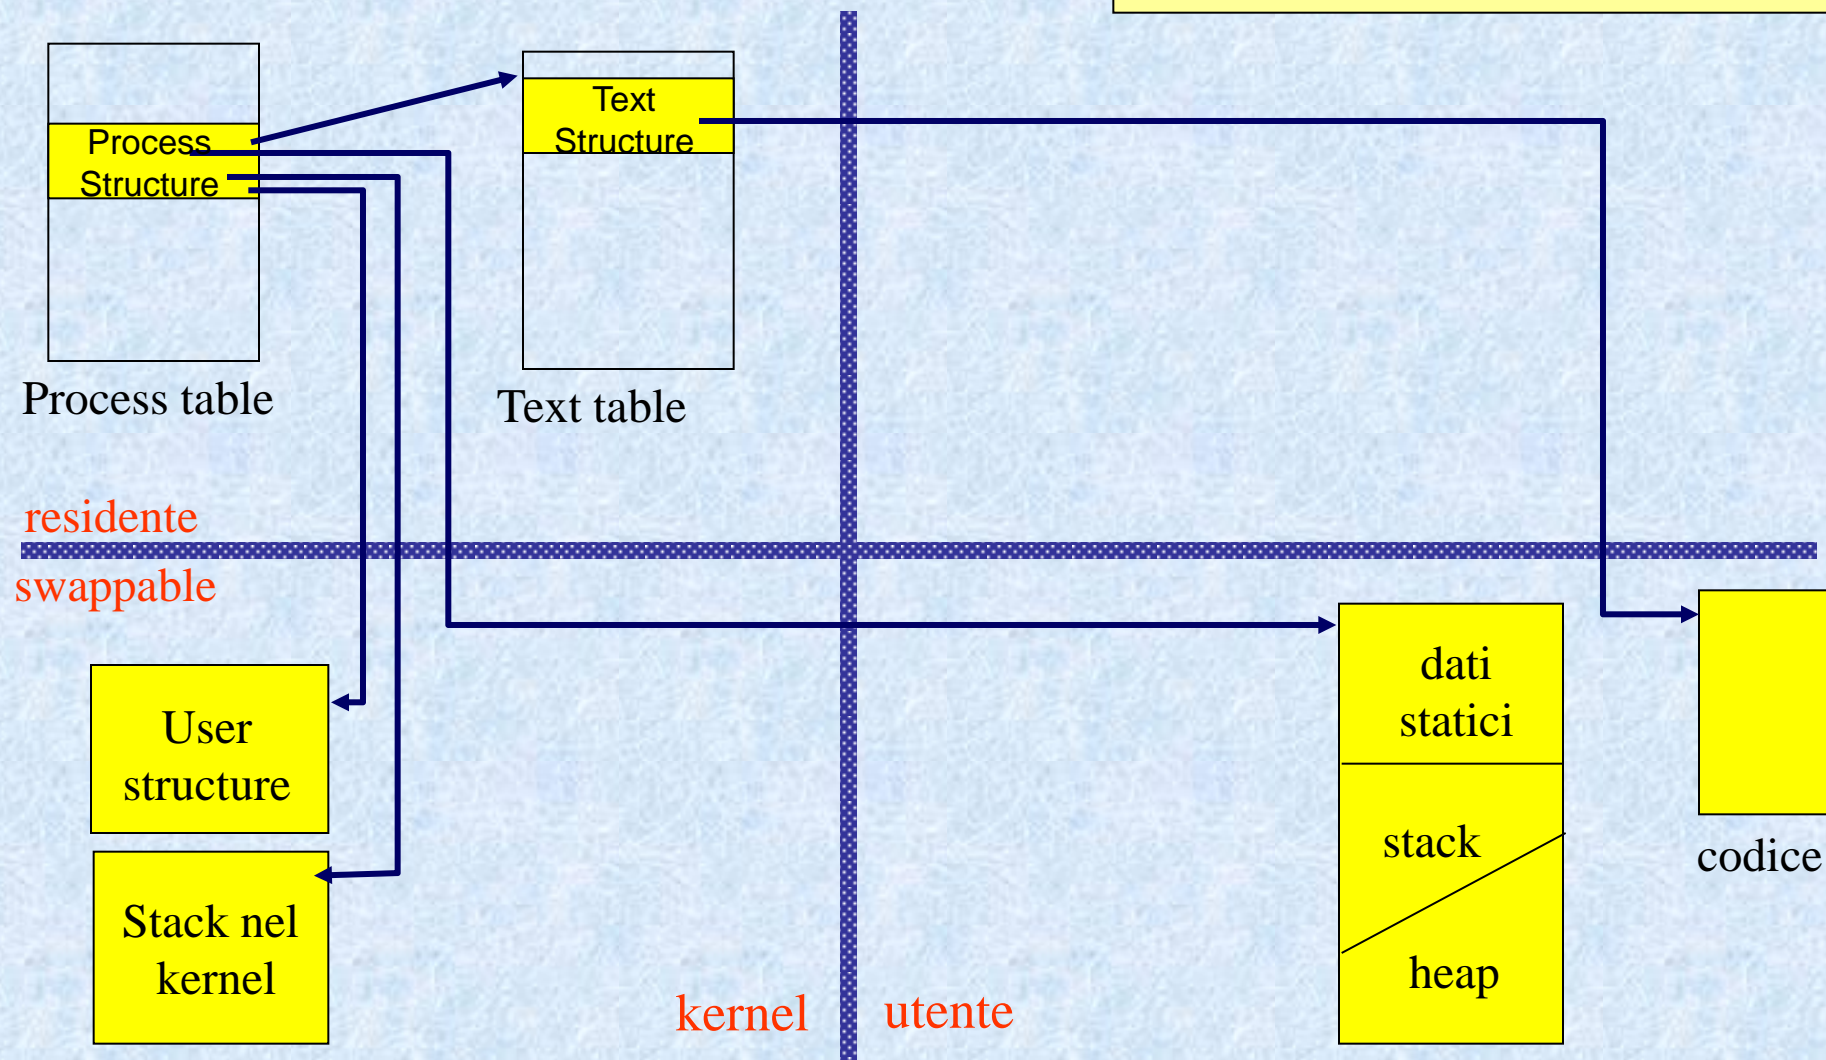 Process
Structure
Text
Structure
Process table
Text table
residente
swappable
User
structure
Stack nel
kernel
kernel
utente
dati
statici
stack
heap
codice